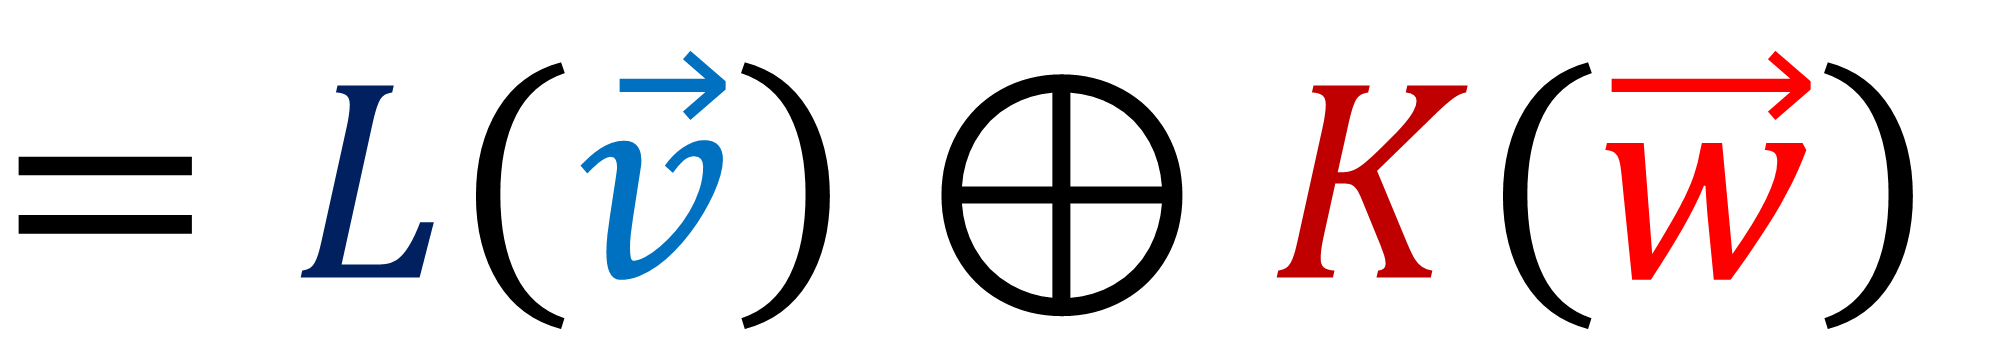 = L(v⃗) ⊕ K(w⃗)